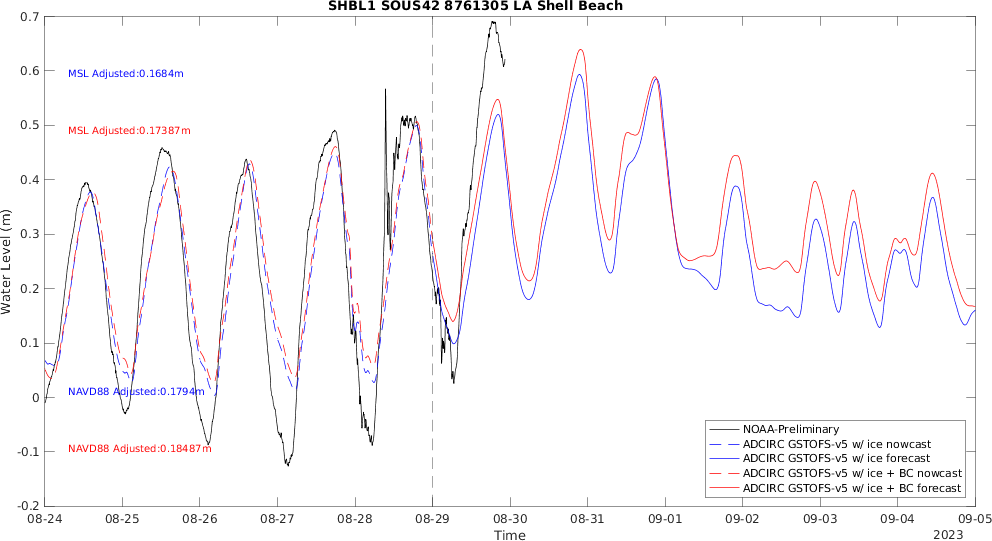 SHBL1 SOUS42 8761305 LA Shell Beach
0.7
0.6
0.5
0.4
0.3
0.2
0.1
0
-0.1
-0.2
Water Level (m)
MSL Adjusted:0.1684m
MSL Adjusted:0.17387m
NAVD88 Adjusted:0.1794m
NAVD88 Adjusted:0.18487m
NOAA-Preliminary
ADCIRC GSTOFS-v5 w/ ice nowcast
ADCIRC GSTOFS-v5 w/ ice forecast
ADCIRC GSTOFS-v5 w/ ice + BC nowcast
ADCIRC GSTOFS-v5 w/ ice + BC forecast
08-24 08-25 08-26 08-27 08-28 08-29 08-30 08-31 09-01 09-02 09-03 09-04 09-05
Time
2023